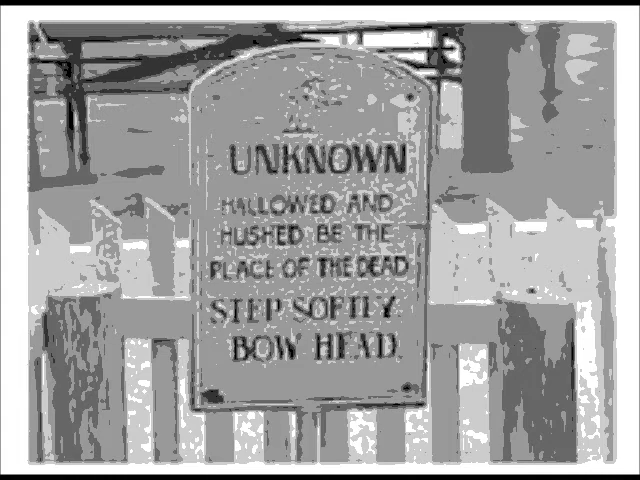 UNKNOWN
HALLOWED AND
HUSHED BE THE
PLACE OF THE DEAD
STEP SOFTLY.
BOW HEAD.